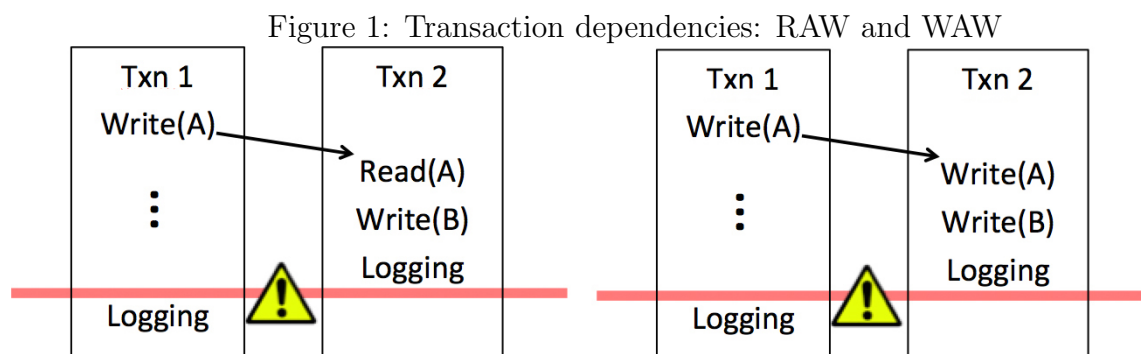 Figure 1: Transaction dependencies: RAW and WAW
Txn 1
Write(A)
⋮
Logging
Txn 2
Read(A)
Write(B)
Logging
!
Txn 1
Write(A)
⋮
Logging
Txn 2
Write(A)
Write(B)
Logging
!